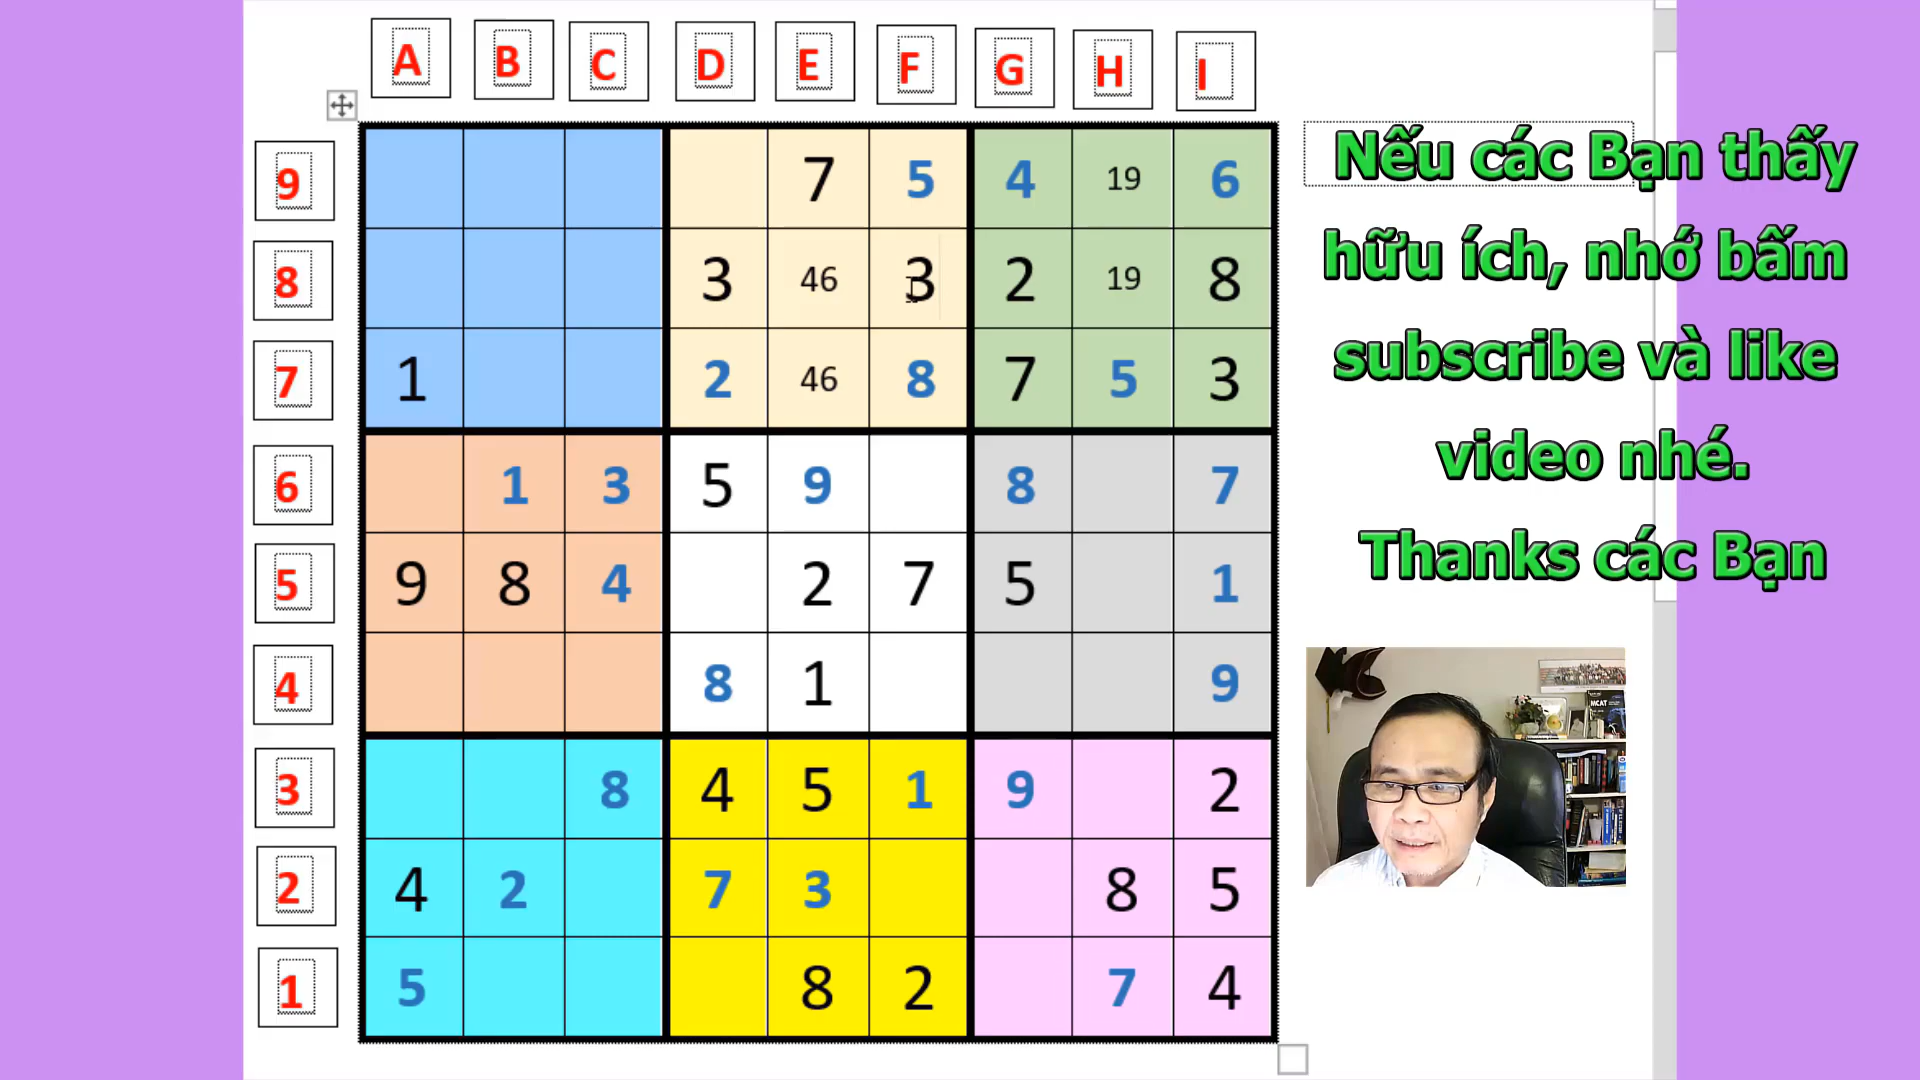 A B C D E F G H I
9 7 5 4 19 6
8 3 46 3 2 19 8
7 1 2 46 8 7 5 3
6 1 3 5 9 8 7
5 9 8 4 2 7 5 1
4 8 1 9
3 8 4 5 1 9 2
2 4 2 7 3 8 5
1 5 8 2 7 4
Nếu các Bạn thấy
hữu ích, nhớ bấm
subscribe và like
video nhé.
Thanks các Bạn
MCAT